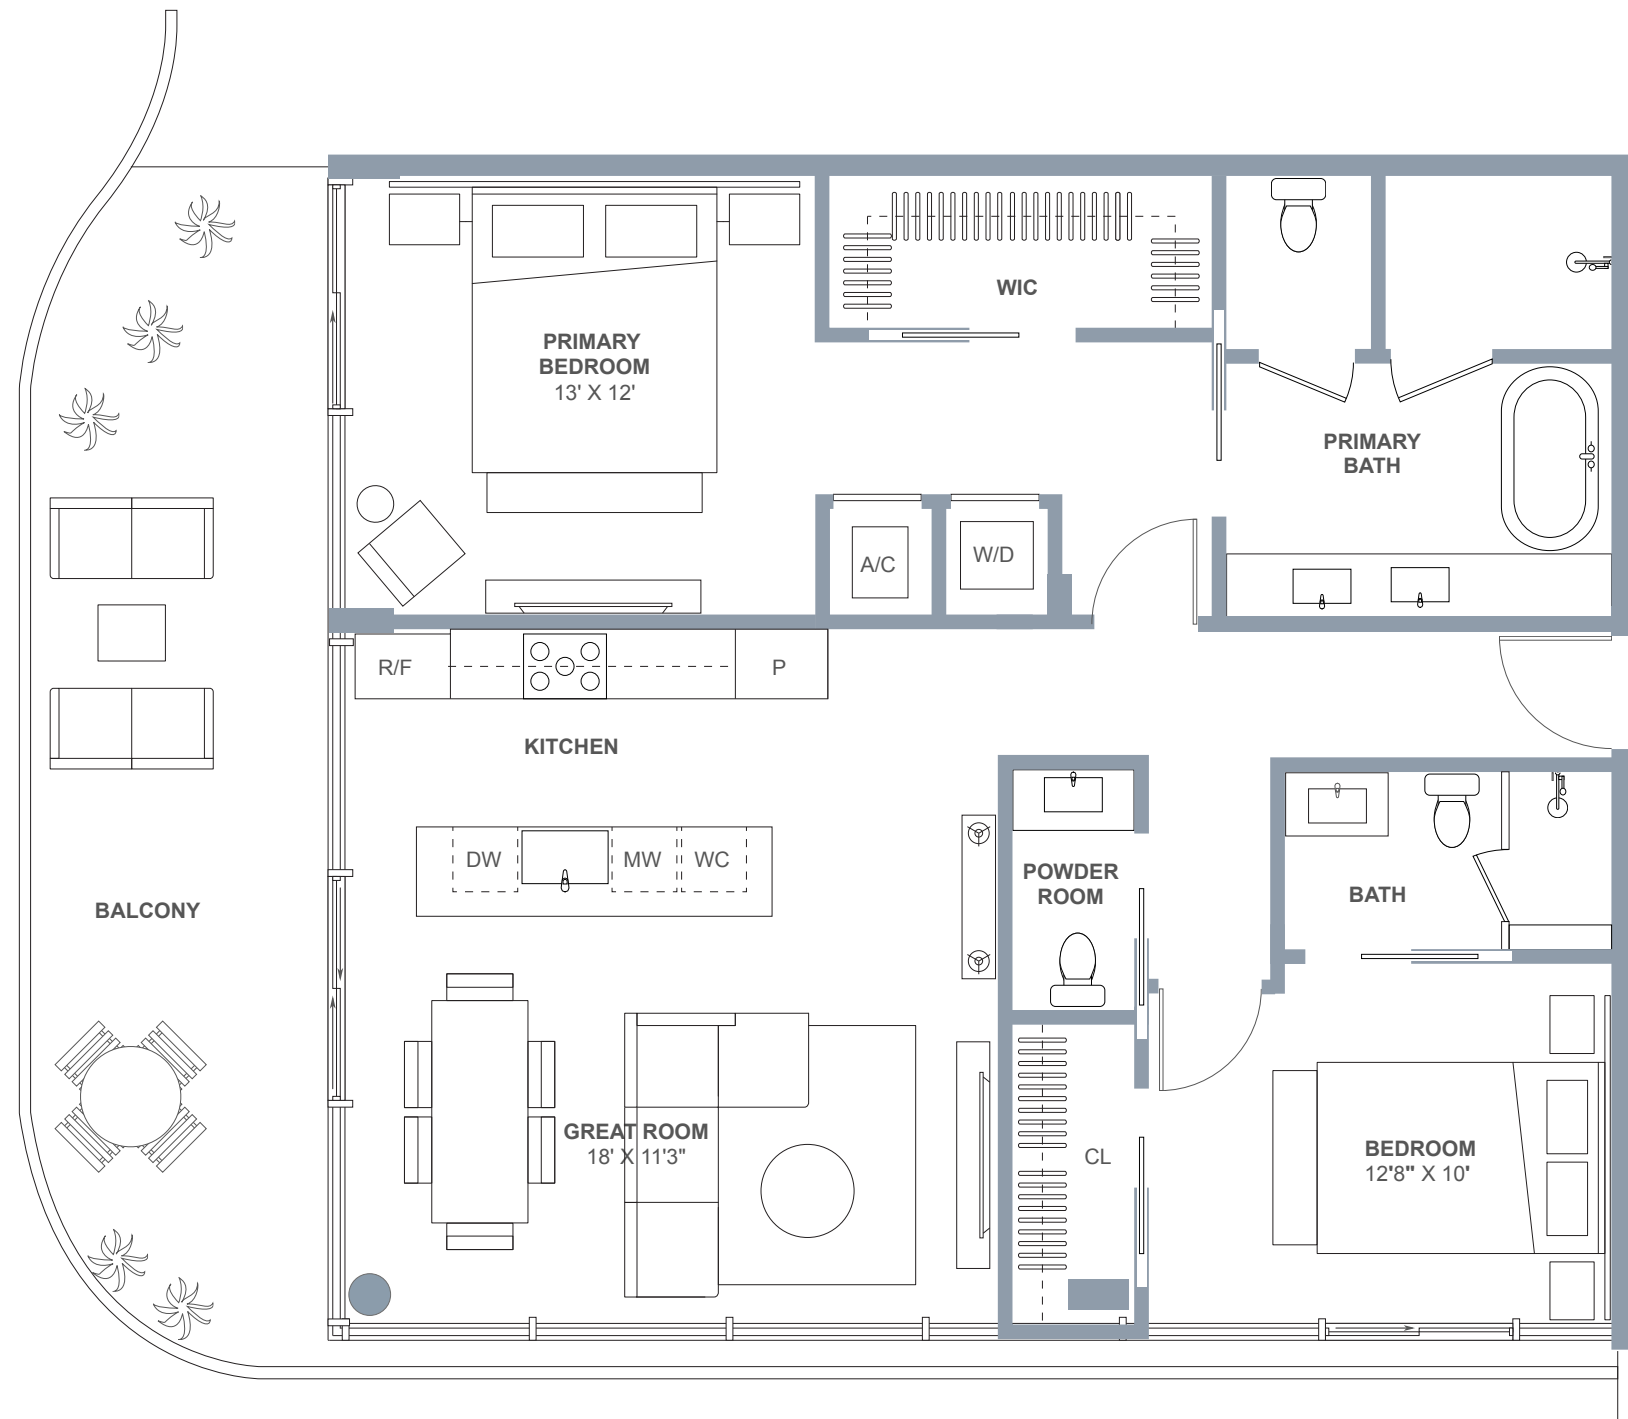 WIC
PRIMARY
BEDROOM
13' X 12'
PRIMARY
BATH
A/C
W/D
R/F
P
KITCHEN
DW
MW
WC
POWDER
ROOM
BATH
BALCONY
GREAT ROOM
18' X 11'3"
CL
BEDROOM
12'8" X 10'